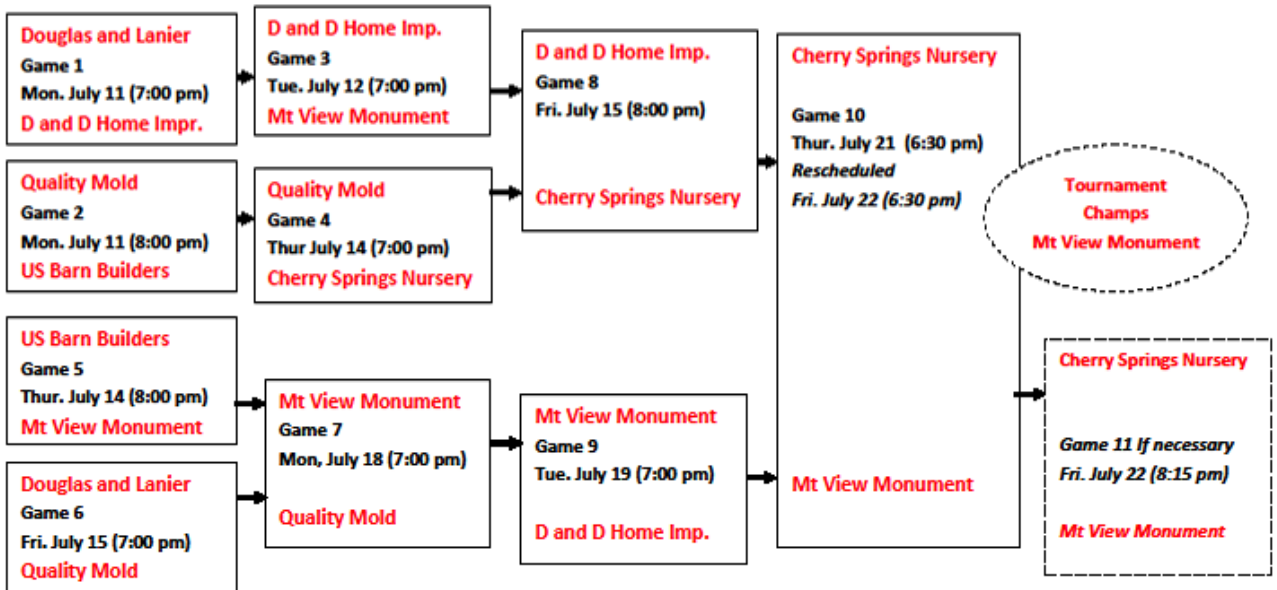 Douglas and Lanier
Game 1
Mon. July 11 (7:00 pm)
D and D Home Impr.
D and D Home Imp.
Game 3
Tue. July 12 (7:00 pm)
Mt View Monument
D and D Home Imp.
Game 8
Fri. July 15 (8:00 pm)
Cherry Springs Nursery
Cherry Springs Nursery
Game 10
Thur. July 21 (6:30 pm)
Rescheduled
Fri. July 22 (6:30 pm)
Mt View Monument
Tournament
Champs
Mt View Monument
Quality Mold
Game 2
Mon. July 11 (8:00 pm)
US Barn Builders
Quality Mold
Game 4
Thur July 14 (7:00 pm)
Cherry Springs Nursery
US Barn Builders
Game 5
Thur. July 14 (8:00 pm)
Mt View Monument
Mt View Monument
Game 7
Mon, July 18 (7:00 pm)
Quality Mold
Mt View Monument
Game 9
Tue. July 19 (7:00 pm)
D and D Home Imp.
Cherry Springs Nursery
Game 11 If necessary
Fri. July 22 (8:15 pm)
Mt View Monument
Douglas and Lanier
Game 6
Fri. July 15 (7:00 pm)
Quality Mold